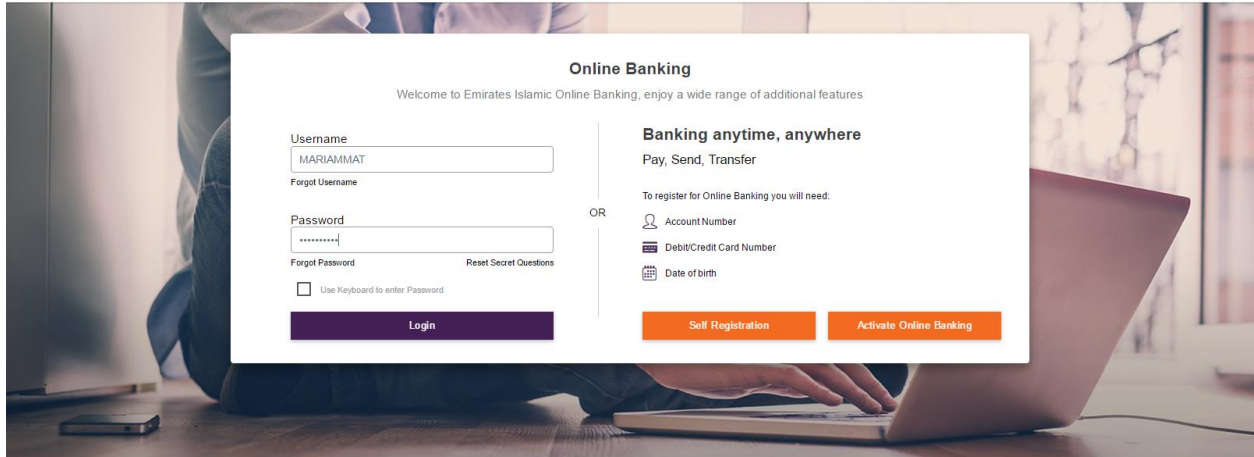 Online Banking
Welcome to Emirates Islamic Online Banking, enjoy a wide range of additional features
Username
MARIAMMAT
Forgot Username
Password
••••••••••
Forgot Password Reset Secret Questions
Use Keyboard to enter Password
Login
OR
Banking anytime, anywhere
Pay, Send, Transfer
To register for Online Banking you will need:
Account Number
Debit/Credit Card Number
Date of birth
Self Registration Activate Online Banking